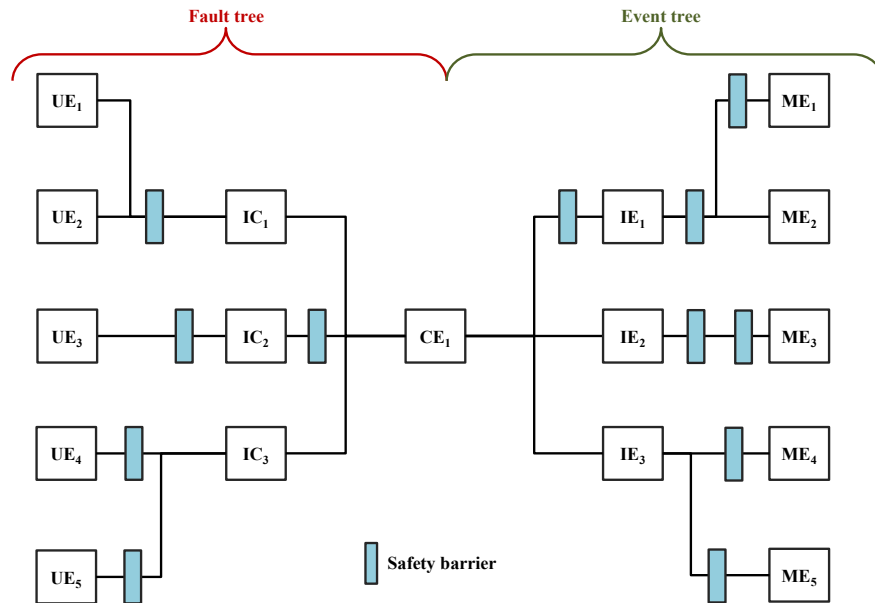 Fault tree
Event tree
UE₁
ME₁
UE₂
IC₁
IE₁
ME₂
UE₃
IC₂
CE₁
IE₂
ME₃
UE₄
IC₃
IE₃
ME₄
UE₅
Safety barrier
ME₅